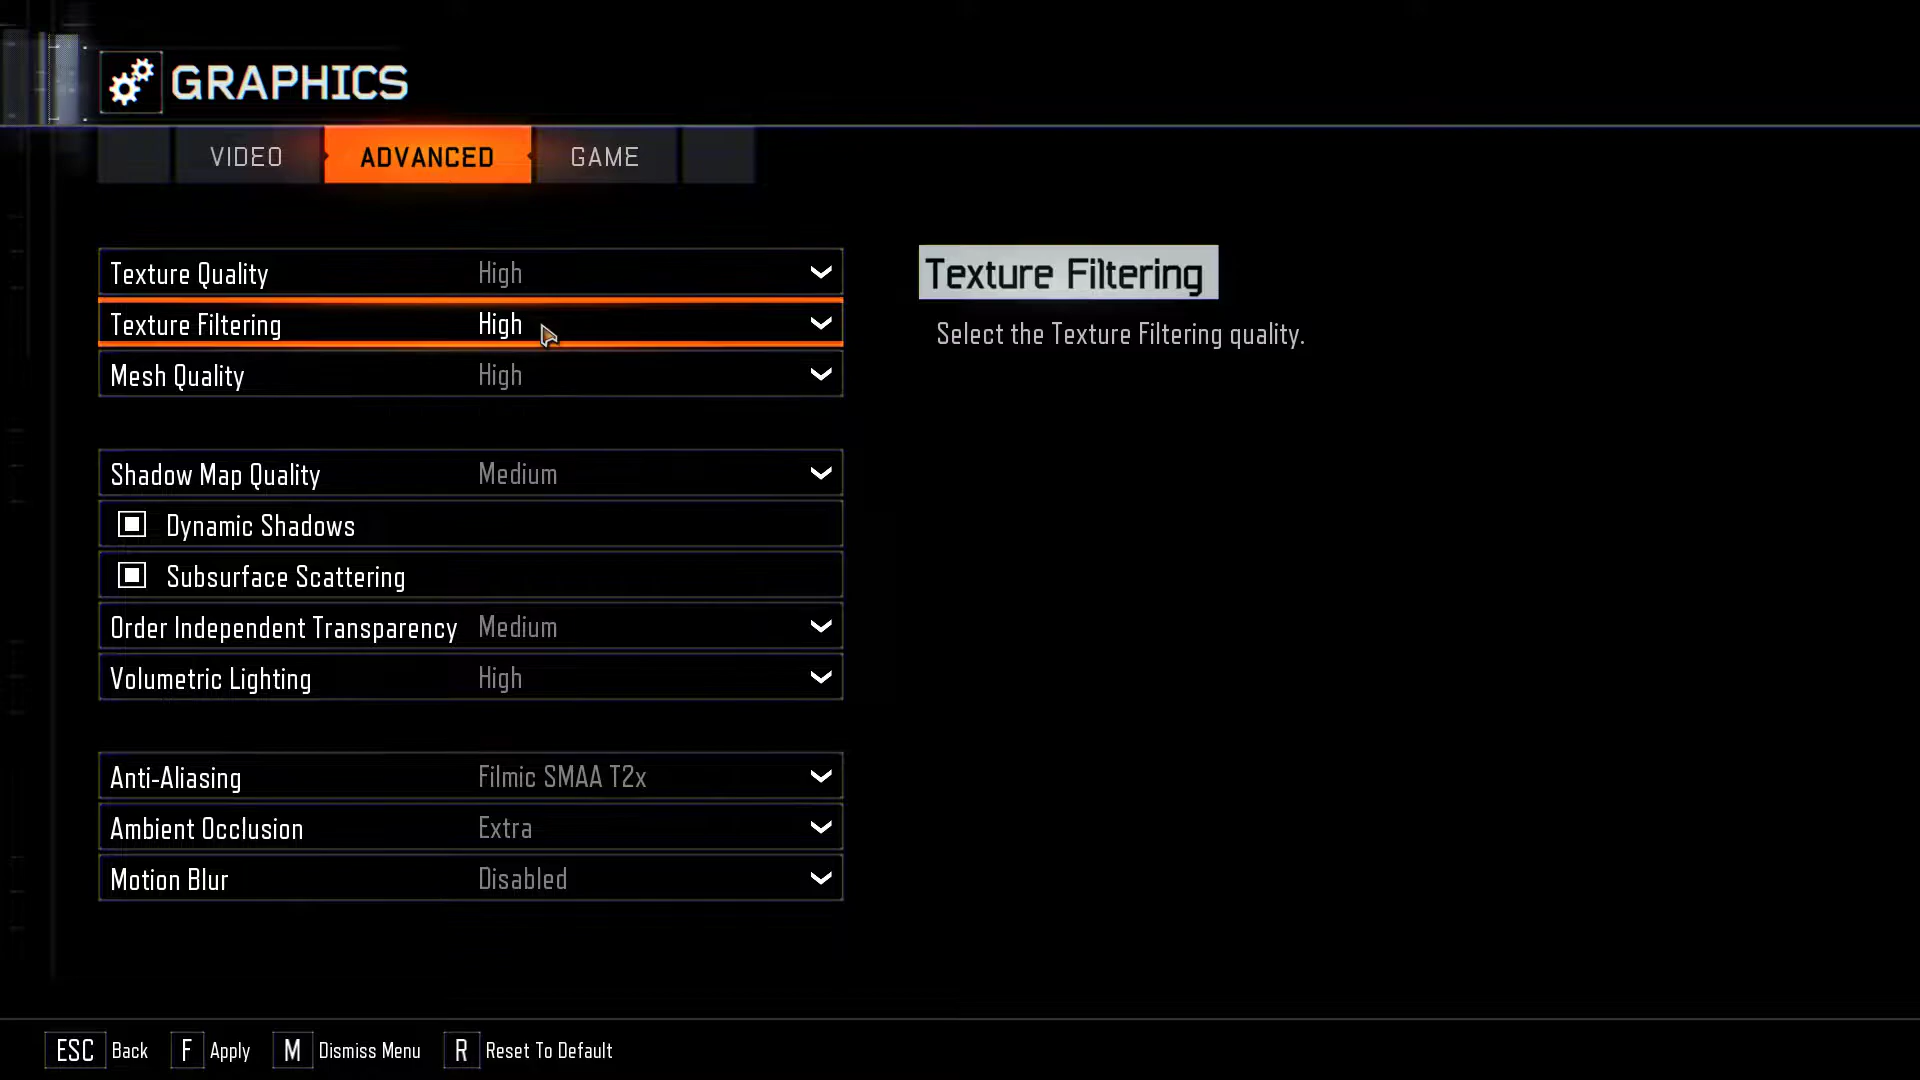 GRAPHICS
VIDEO ADVANCED GAME
Texture Quality High
Texture Filtering High
Mesh Quality High
Shadow Map Quality Medium
Dynamic Shadows
Subsurface Scattering
Order Independent Transparency Medium
Volumetric Lighting High
Anti-Aliasing Filmic SMAA T2x
Ambient Occlusion Extra
Motion Blur Disabled
Texture Filtering
Select the Texture Filtering quality.
ESC Back F Apply M Dismiss Menu R Reset To Default